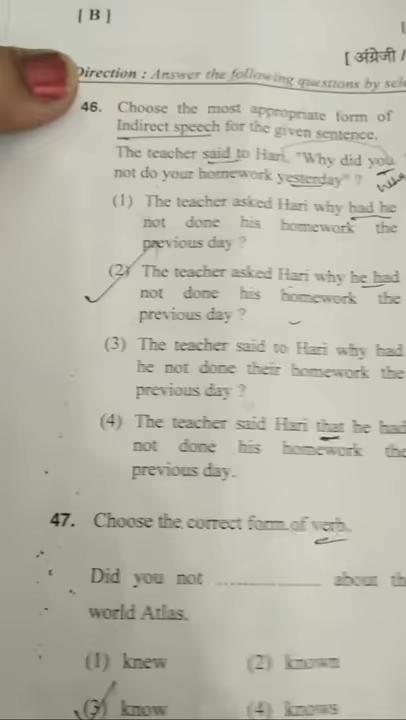 [ B ]
[ अंग्रेजी /
Direction : Answer the following questions by sele
46. Choose the most appropriate form of
Indirect speech for the given sentence.
The teacher said to Hari, "Why did you
not do your homework yesterday" ?
(1) The teacher asked Hari why had he
not done his homework the
previous day ?
(2) The teacher asked Hari why he had
not done his homework the
previous day ?
(3) The teacher said to Hari why had
he not done their homework the
previous day ?
(4) The teacher said Hari that he had
not done his homework the
previous day.
47. Choose the correct form of verb.
Did you not ............... about th
world Atlas.
(1) knew (2) known
(3) know (4) knows